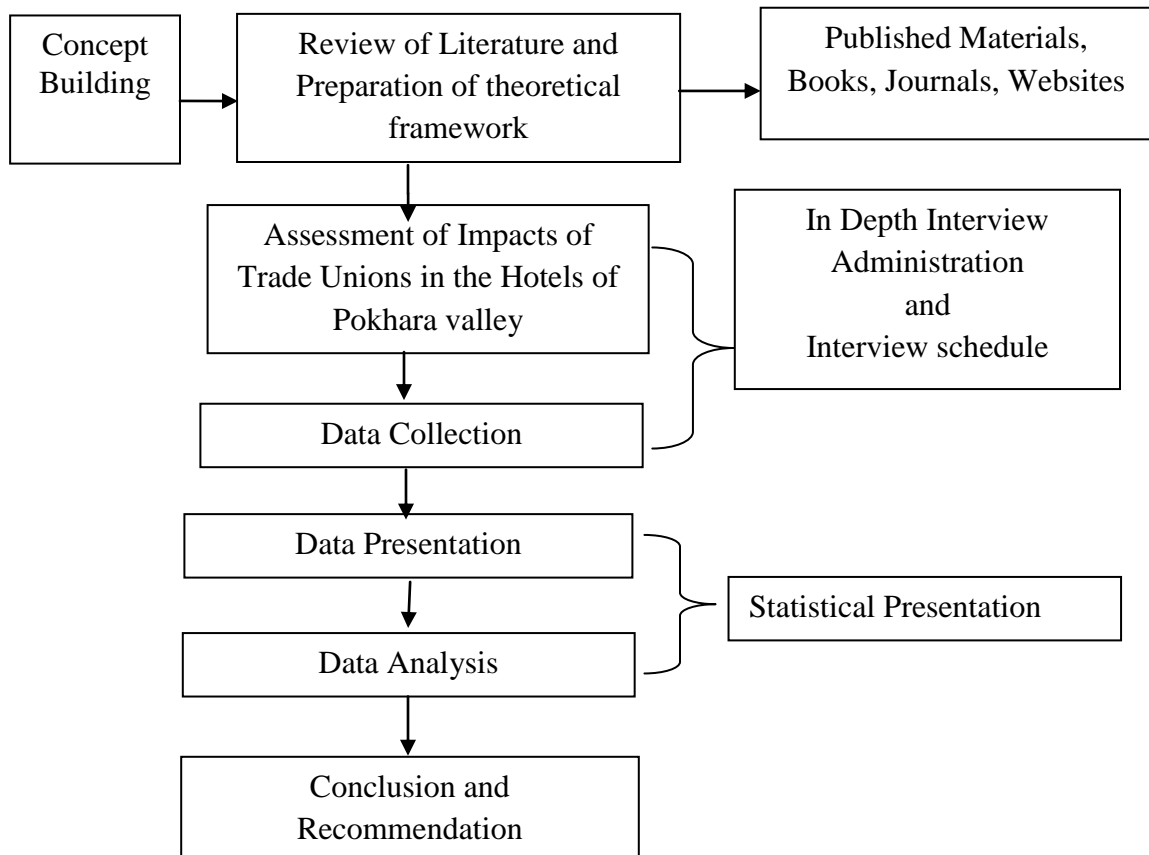 Concept
Building
Review of Literature and
Preparation of theoretical
framework
Published Materials,
Books, Journals, Websites
Assessment of Impacts of
Trade Unions in the Hotels of
Pokhara valley
In Depth Interview
Administration
and
Interview schedule
Data Collection
Data Presentation
Statistical Presentation
Data Analysis
Conclusion and
Recommendation